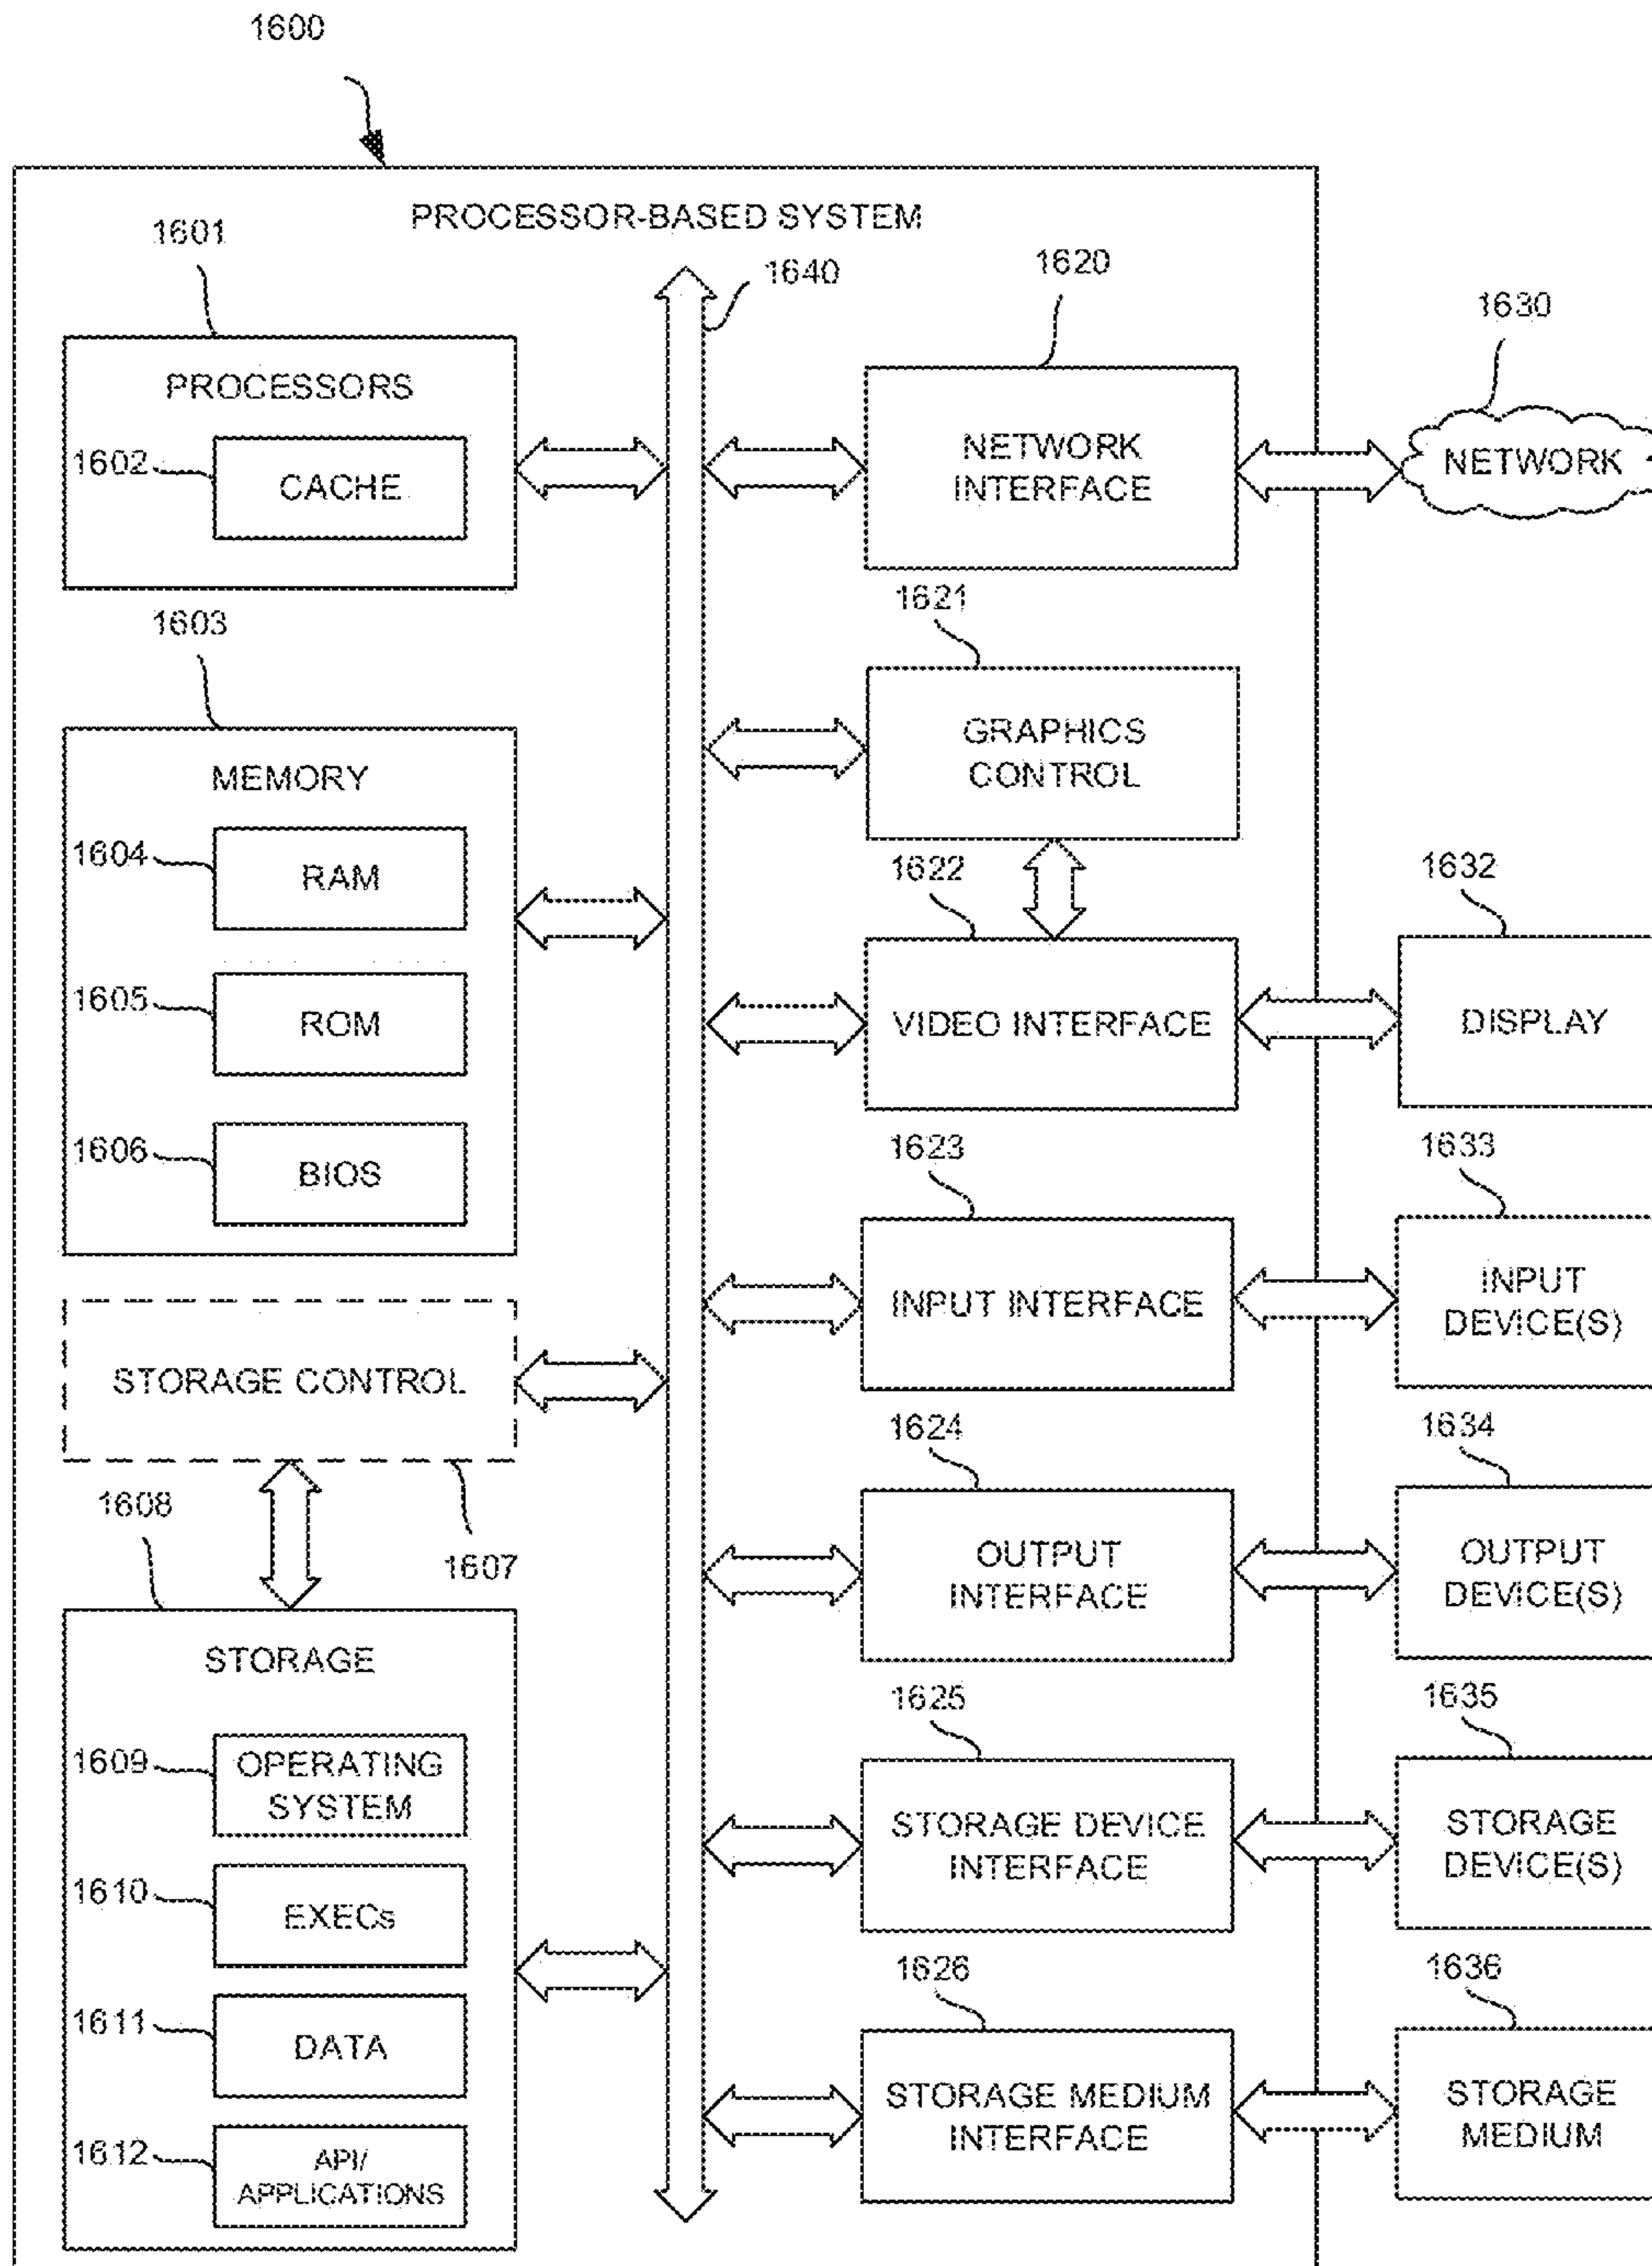 1600
PROCESSOR-BASED SYSTEM
1601
PROCESSORS
1602
CACHE
1603
MEMORY
1604
RAM
1605
ROM
1606
BIOS
STORAGE CONTROL
1607
1608
STORAGE
1609
OPERATING
SYSTEM
1610
EXECs
1611
DATA
1612
API/
APPLICATIONS
1640
1620
NETWORK
INTERFACE
1630
NETWORK
1621
GRAPHICS
CONTROL
1622
VIDEO INTERFACE
1632
DISPLAY
1623
INPUT INTERFACE
1633
INPUT
DEVICE(S)
1624
OUTPUT
INTERFACE
1634
OUTPUT
DEVICE(S)
1625
STORAGE DEVICE
INTERFACE
1635
STORAGE
DEVICE(S)
1626
STORAGE MEDIUM
INTERFACE
1636
STORAGE
MEDIUM